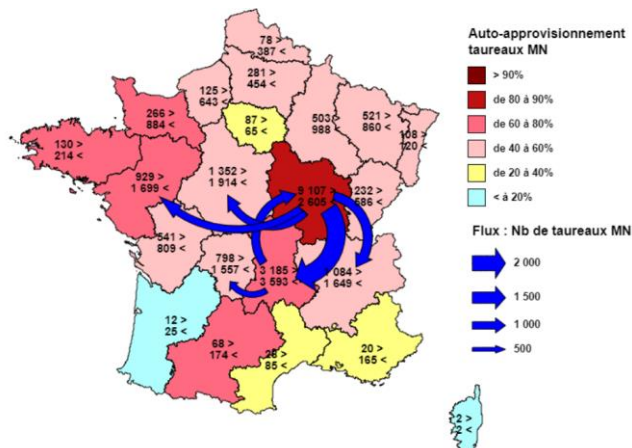 78 >
387 <
125 >
643 <
281 >
454 <
87 >
65 <
503 >
988 <
521 >
860 <
108 >
120 <
266 >
884 <
130 >
214 <
929 >
1 699 <
1 352 >
1 914 <
9 107 >
2 605 <
232 >
586 <
541 >
809 <
798 >
1 557 <
3 185 >
3 593 <
1 084 >
1 649 <
12 >
25 <
68 >
174 <
85 <
20 >
165 <
2 >
2 <
Auto-approvisionnement
taureaux MN
> 90%
de 80 à 90%
de 60 à 80%
de 40 à 60%
de 20 à 40%
< à 20%
Flux : Nb de taureaux MN
2 000
1 500
1 000
500